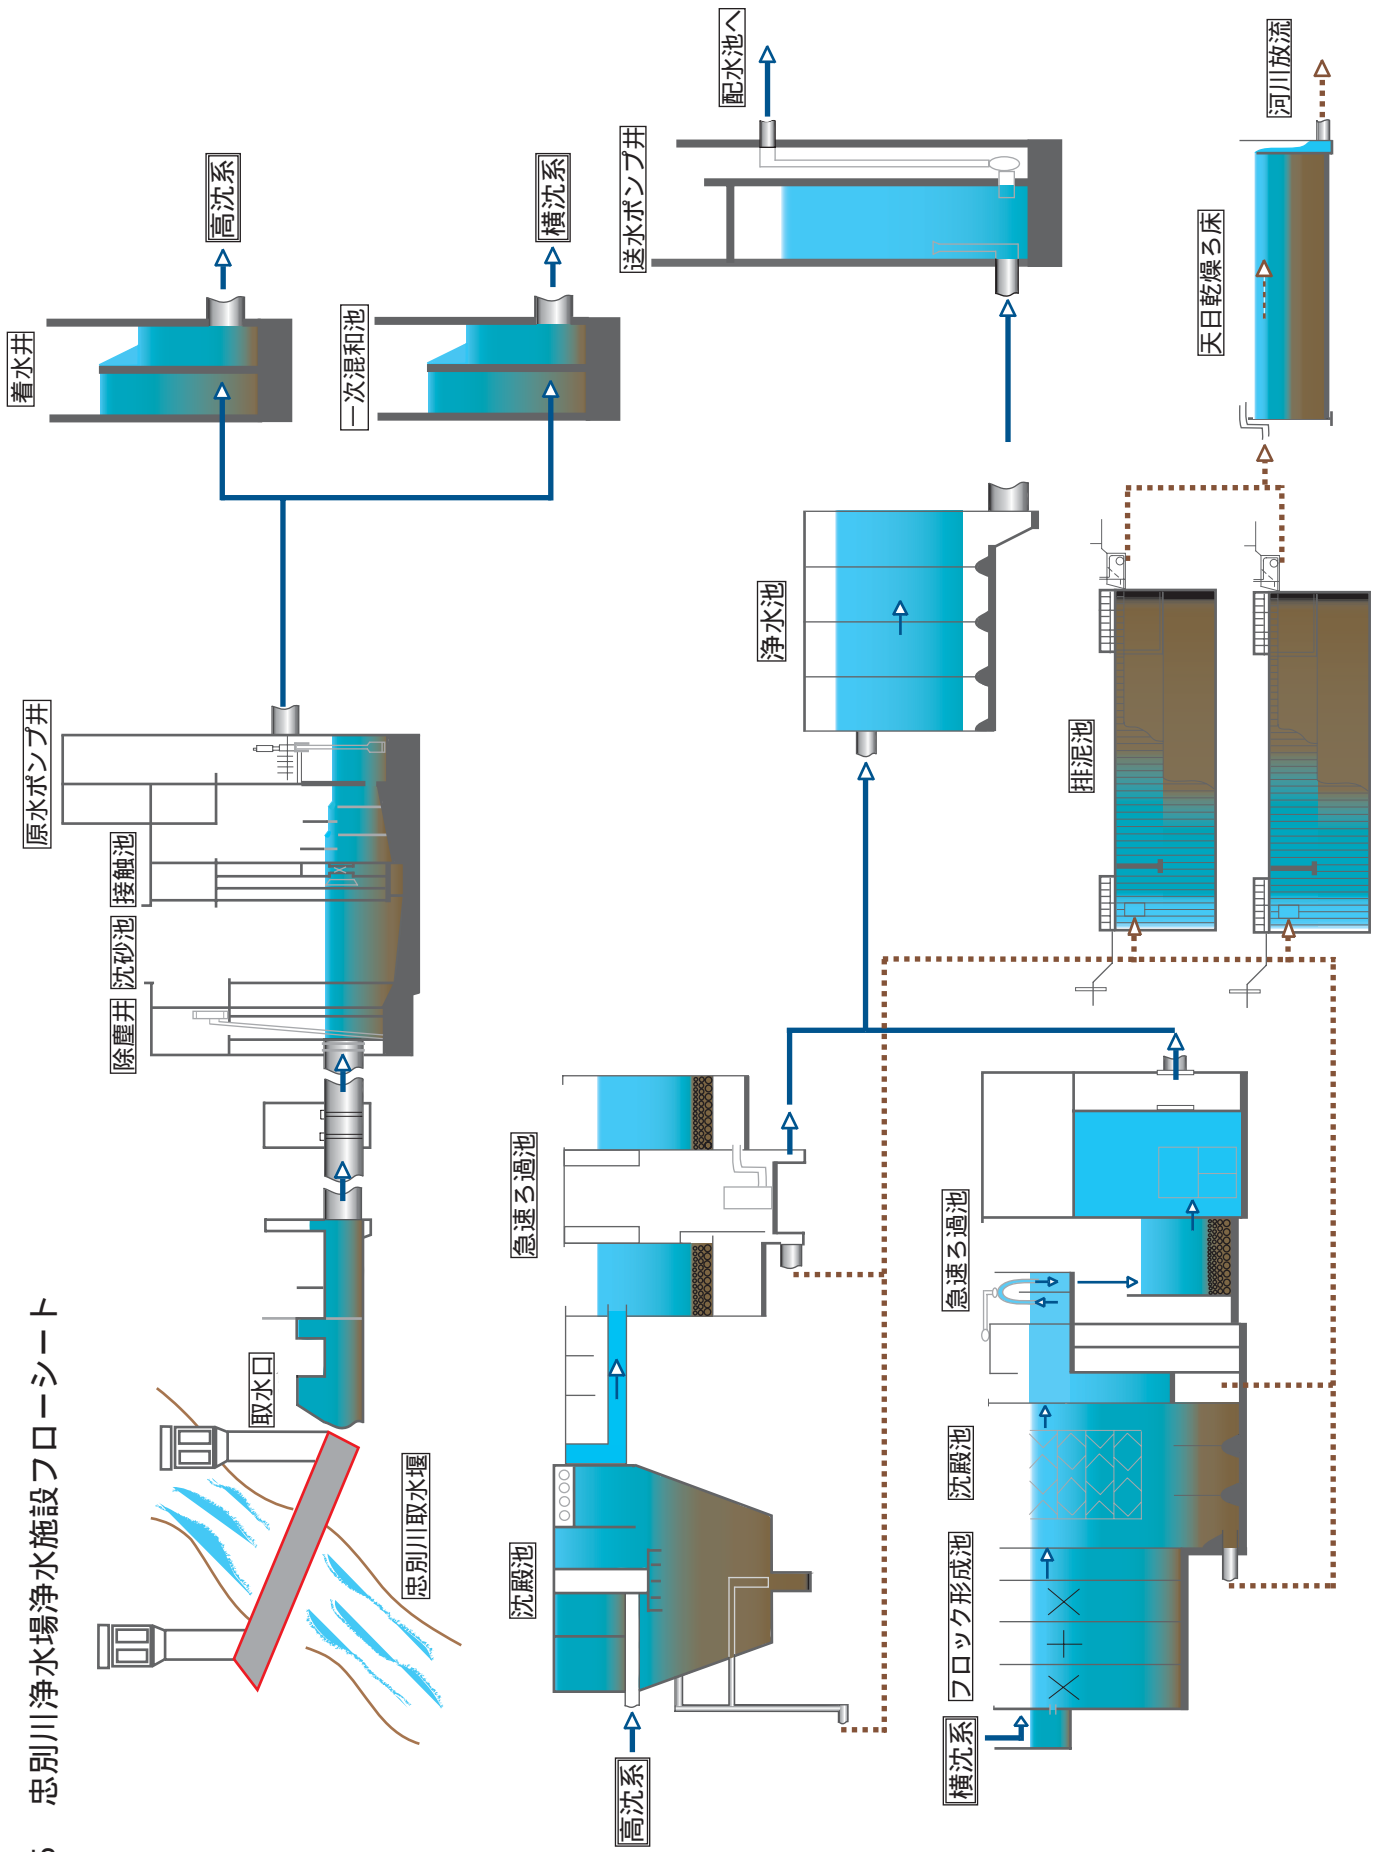 忠別川浄水場浄水施設フローシート
取水口
忠別川取水堰
除塵井
沈砂池
接触池
原水ポンプ井
着水井
高沈系
一次混和池
横沈系
高沈系
沈殿池
急速ろ過池
浄水池
送水ポンプ井
配水池へ
横沈系
フロック形成池
沈殿池
急速ろ過池
排泥池
天日乾燥ろ床
河川放流